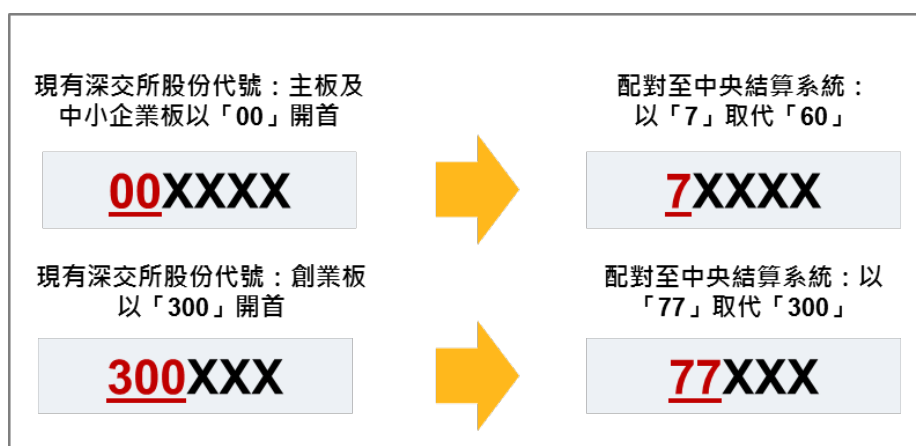 現有深交所股份代號：主板及
中小企業板以「00」開首
配對至中央結算系統：
以「7」取代「60」
00XXXX
7XXXX
現有深交所股份代號：創業板
以「300」開首
配對至中央結算系統：以
「77」取代「300」
300XXX
77XXX